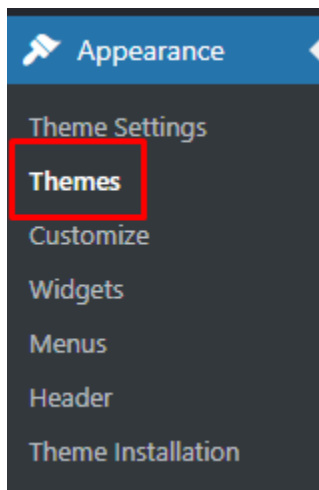 Appearance
Theme Settings
Themes
Customize
Widgets
Menus
Header
Theme Installation